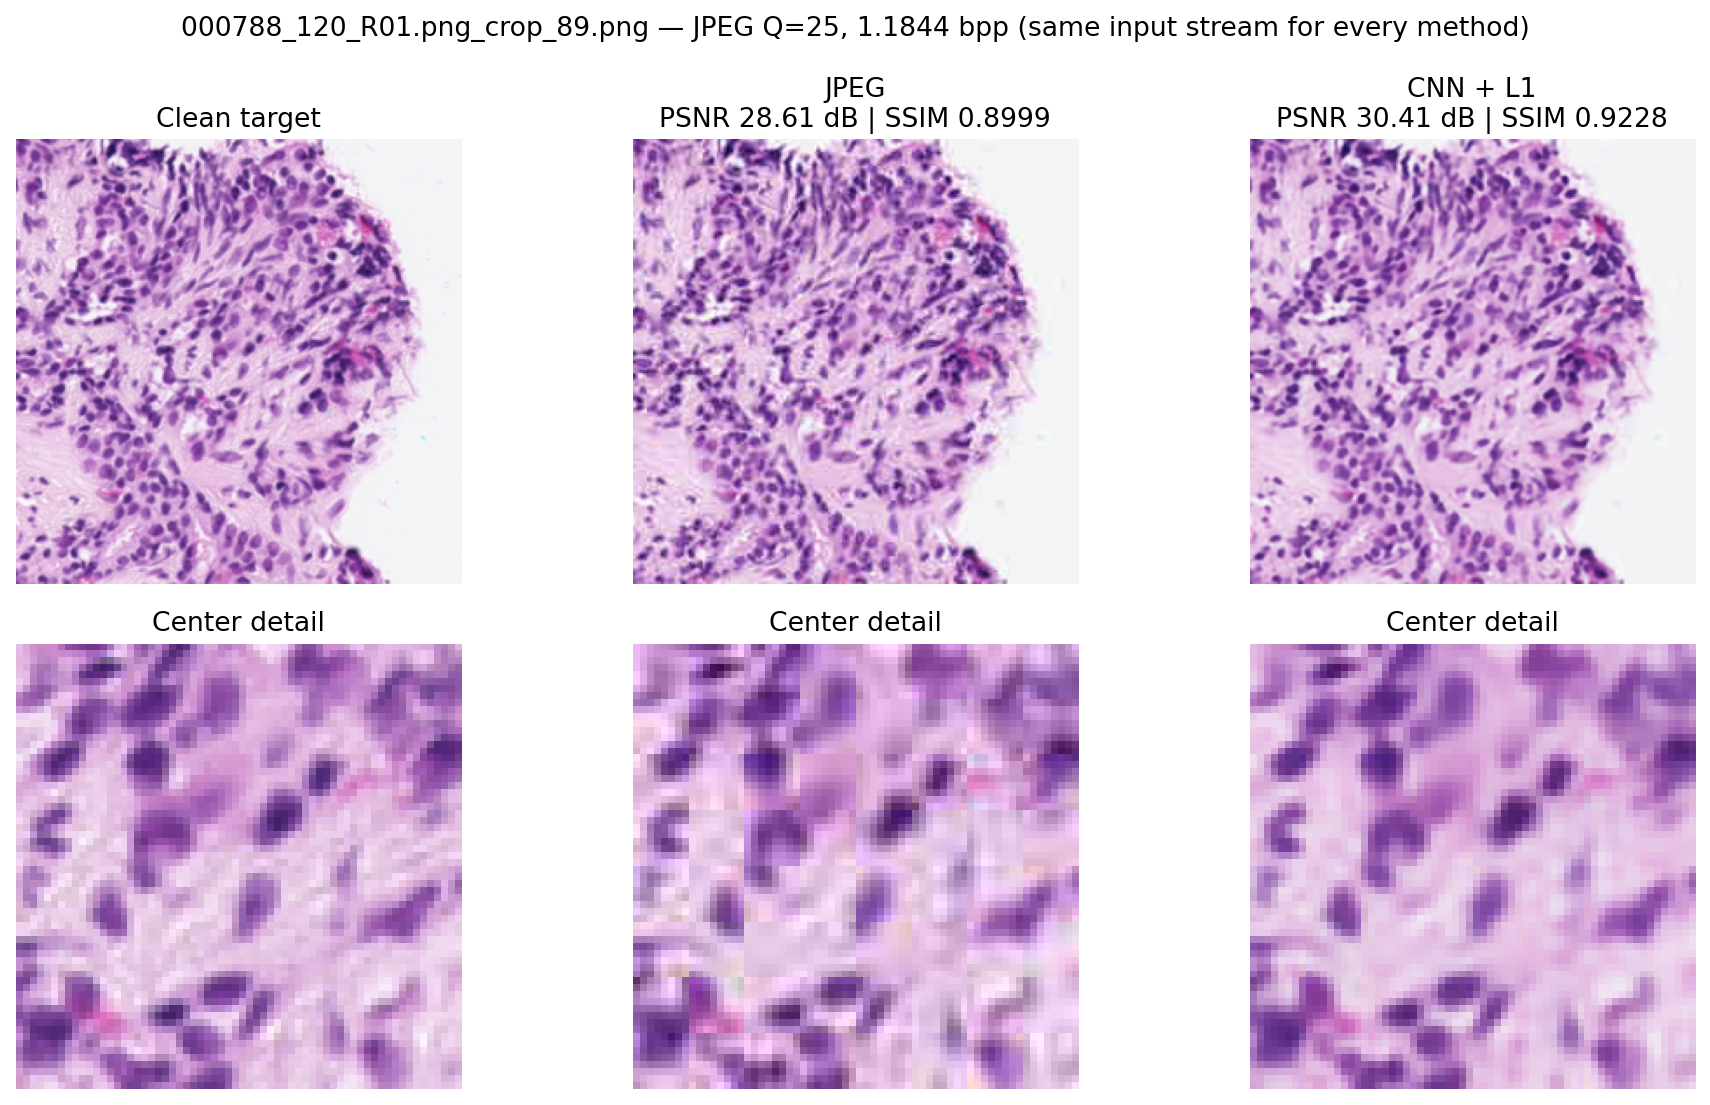 000788_120_R01.png_crop_89.png — JPEG Q=25, 1.1844 bpp (same input stream for every method)
Clean target
JPEG
PSNR 28.61 dB | SSIM 0.8999
CNN + L1
PSNR 30.41 dB | SSIM 0.9228
Center detail
Center detail
Center detail